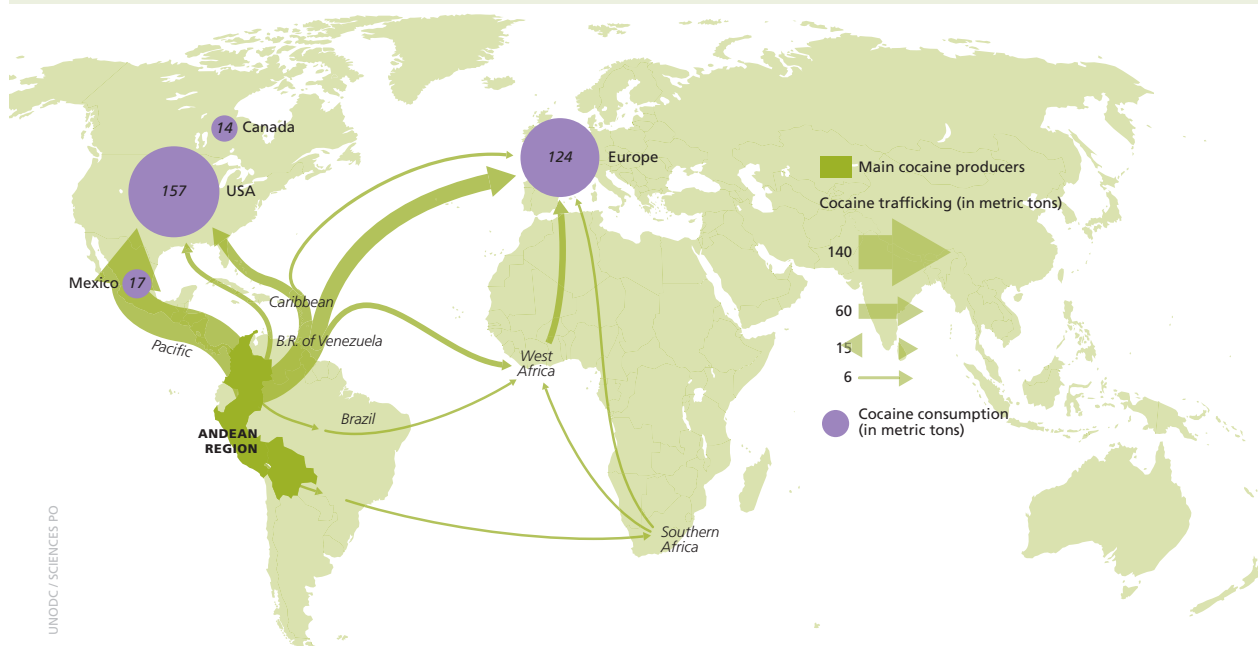 14 Canada
157 USA
Mexico 17
124 Europe
Caribbean
B.R. of Venezuela
Pacific
West
Africa
Brazil
ANDEAN
REGION
Southern
Africa
Main cocaine producers
Cocaine trafficking (in metric tons)
140
60
15
6
Cocaine consumption
(in metric tons)
UNODC / SCIENCES PO